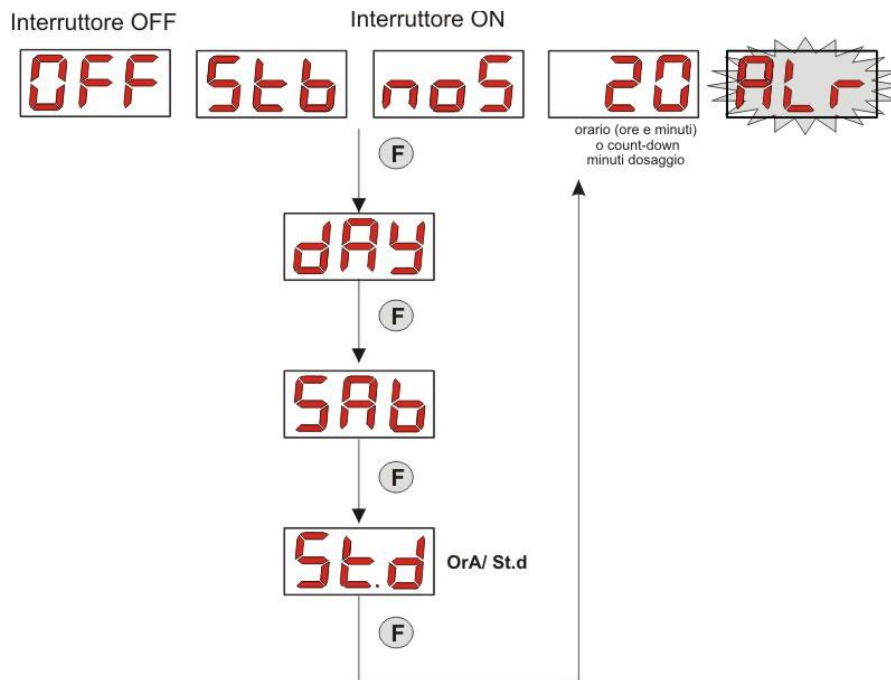 Interruttore OFF
Interruttore ON
OFF
Stb
noS
20
ALr
orario (ore e minuti)
o count-down
minuti dosaggio
F
dAY
F
SAb
F
St.d
OrA/ St.d
F